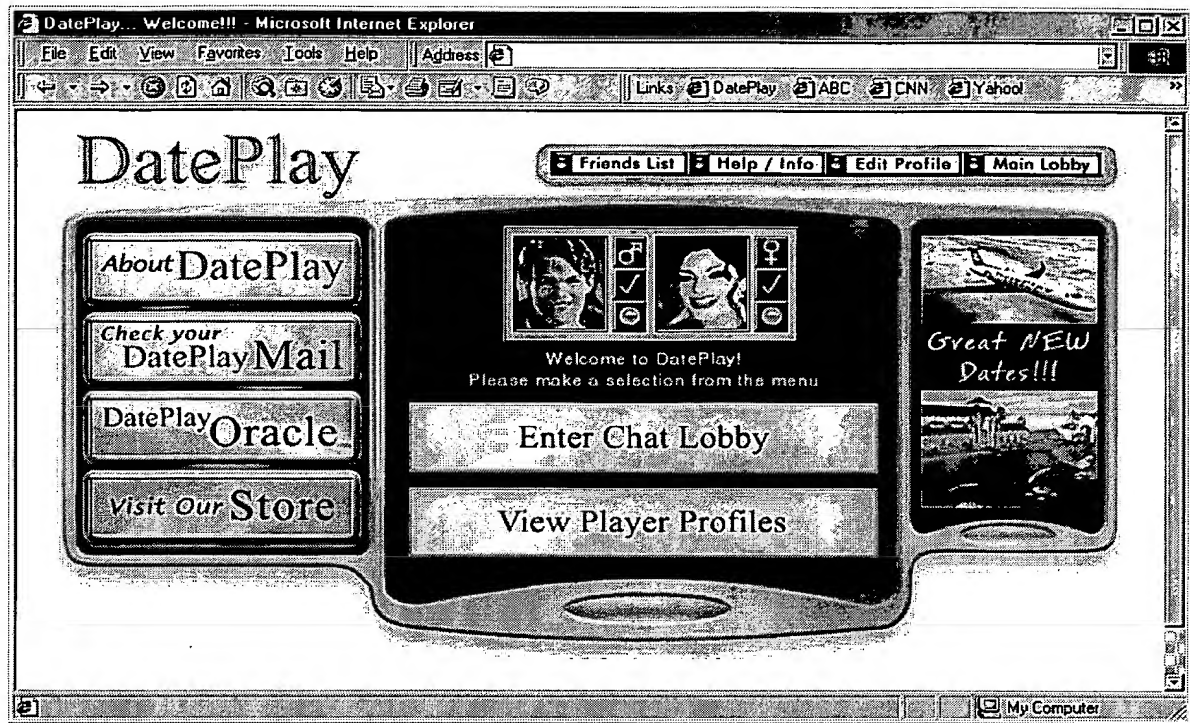 DatePlay... Welcome!!! - Microsoft Internet Explorer
File Edit View Favorites Tools Help Address
Links DatePlay ABC CNN Yahoo!
DatePlay
Friends List Help / Info Edit Profile Main Lobby
About DatePlay
Check your
DatePlay Mail
DatePlay Oracle
Visit Our Store
Welcome to DatePlay!
Please make a selection from the menu
Enter Chat Lobby
View Player Profiles
Great NEW
Dates!!!
My Computer